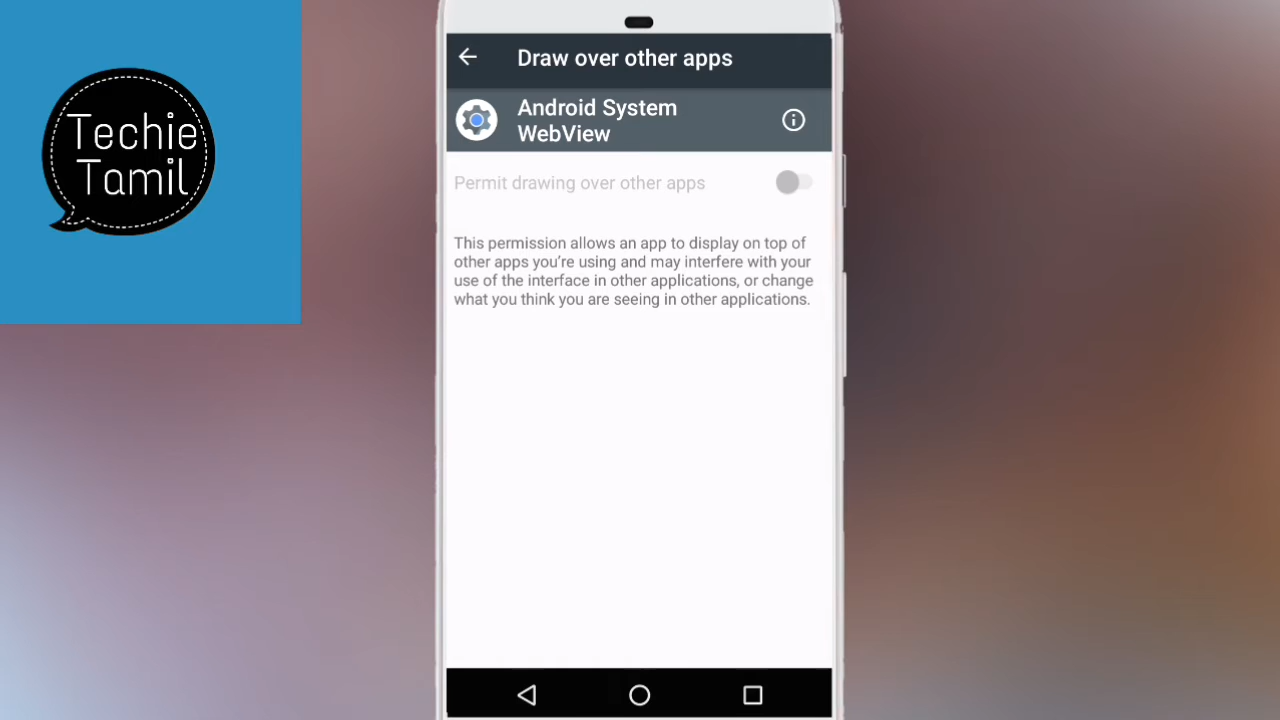 Techie
Tamil
Draw over other apps
Android System
WebView
Permit drawing over other apps
This permission allows an app to display on top of
other apps you're using and may interfere with your
use of the interface in other applications, or change
what you think you are seeing in other applications.